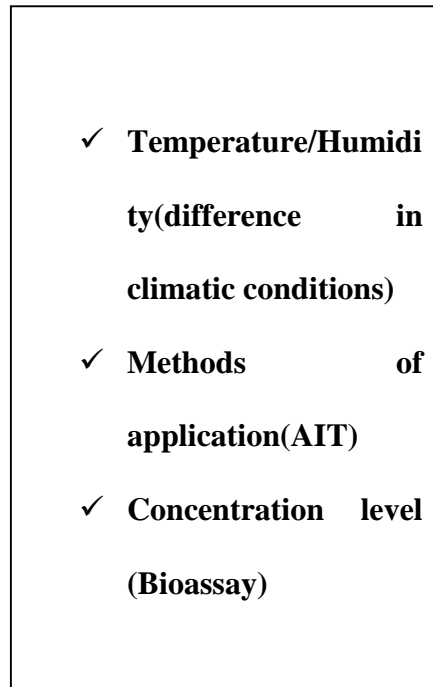 ✓ Temperature/Humidi
ty(difference in
climatic conditions)
✓ Methods of
application(AIT)
✓ Concentration level
(Bioassay)